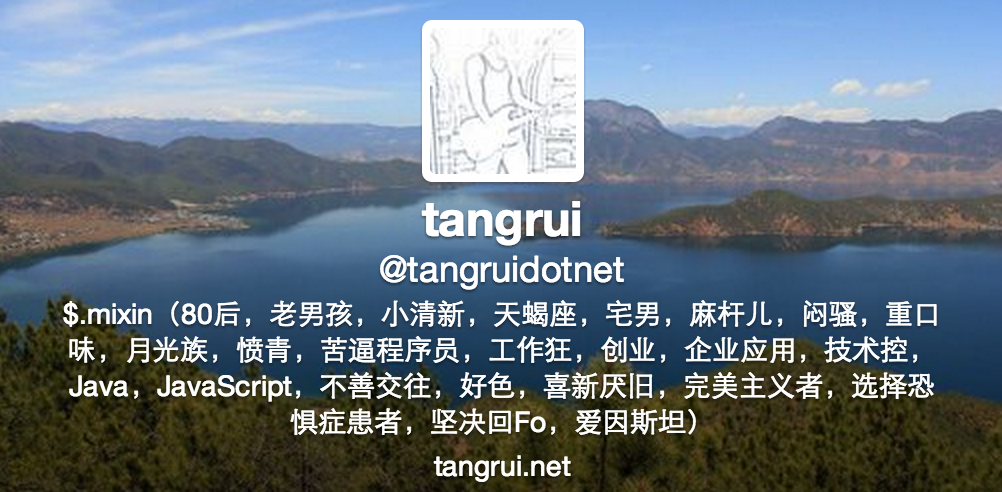 tangrui
@tangruidotnet
$.mixin（80后，老男孩，小清新，天蝎座，宅男，麻杆儿，闷骚，重口
味，月光族，愤青，苦逼程序员，工作狂，创业，企业应用，技术控，
Java，JavaScript，不善交往，好色，喜新厌旧，完美主义者，选择恐
惧症患者，坚决回Fo，爱因斯坦）
tangrui.net